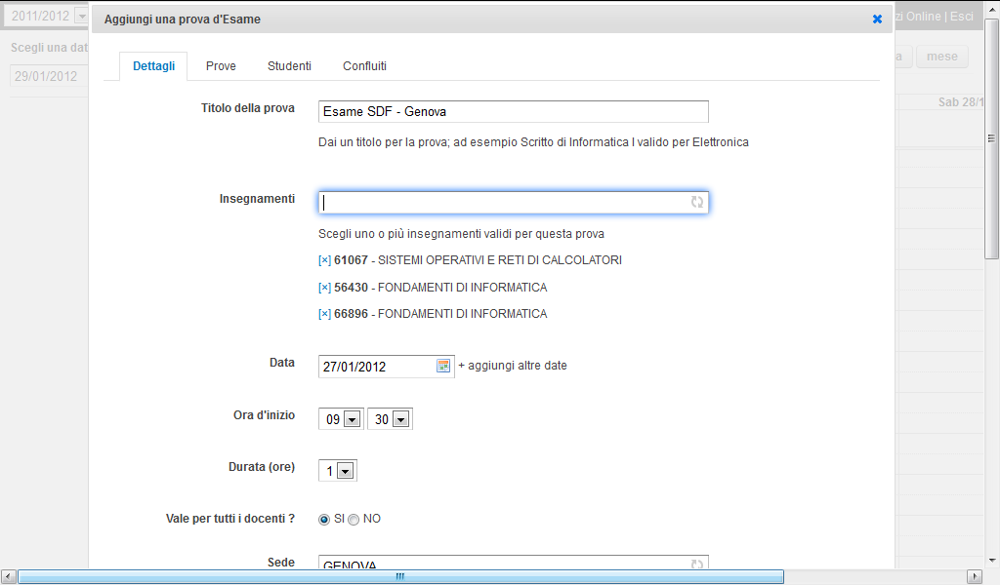 2011/2012
Aggiungi una prova d'Esame
zi Online | Esci
Scegli una dat
29/01/2012
a
mese
Sab 28/1
Dettagli Prove Studenti Confluiti
Titolo della prova
Esame SDF - Genova
Dai un titolo per la prova; ad esempio Scritto di Informatica I valido per Elettronica
Insegnamenti
Scegli uno o più insegnamenti validi per questa prova
[×] 61067 - SISTEMI OPERATIVI E RETI DI CALCOLATORI
[×] 56430 - FONDAMENTI DI INFORMATICA
[×] 66896 - FONDAMENTI DI INFORMATICA
Data
27/01/2012
+ aggiungi altre date
Ora d'inizio
09 30
Durata (ore)
1
Vale per tutti i docenti ?
SI NO
Sede
GENOVA